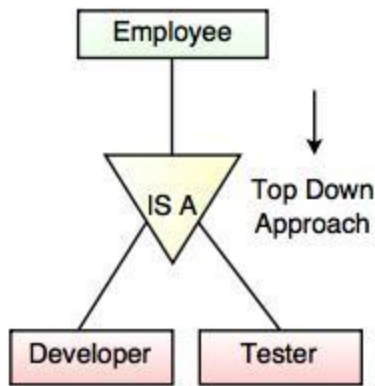 Employee
IS A
Top Down
Approach
Developer
Tester